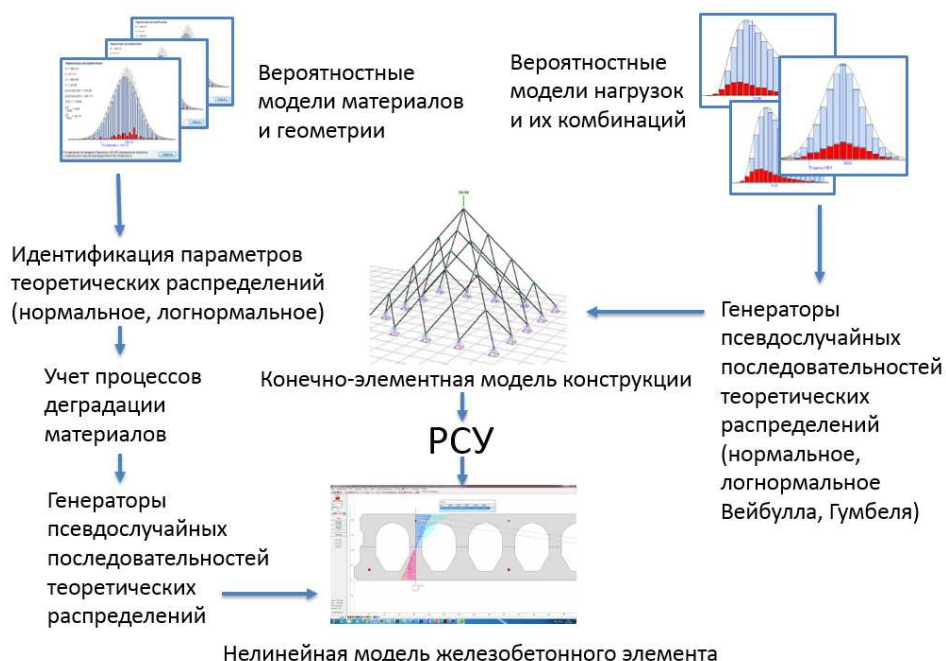 Вероятностные
модели материалов
и геометрии
Вероятностные
модели нагрузок
и их комбинаций
Идентификация параметров
теоретических распределений
(нормальное, логнормальное)
Учет процессов
деградации
материалов
Генераторы
псевдослучайных
последовательностей
теоретических
распределений
Конечно-элементная модель конструкции
РСУ
Генераторы
псевдослучайных
последовательностей
теоретических
распределений
(нормальное,
логнормальное
Вейбулла, Гумбеля)
Нелинейная модель железобетонного элемента